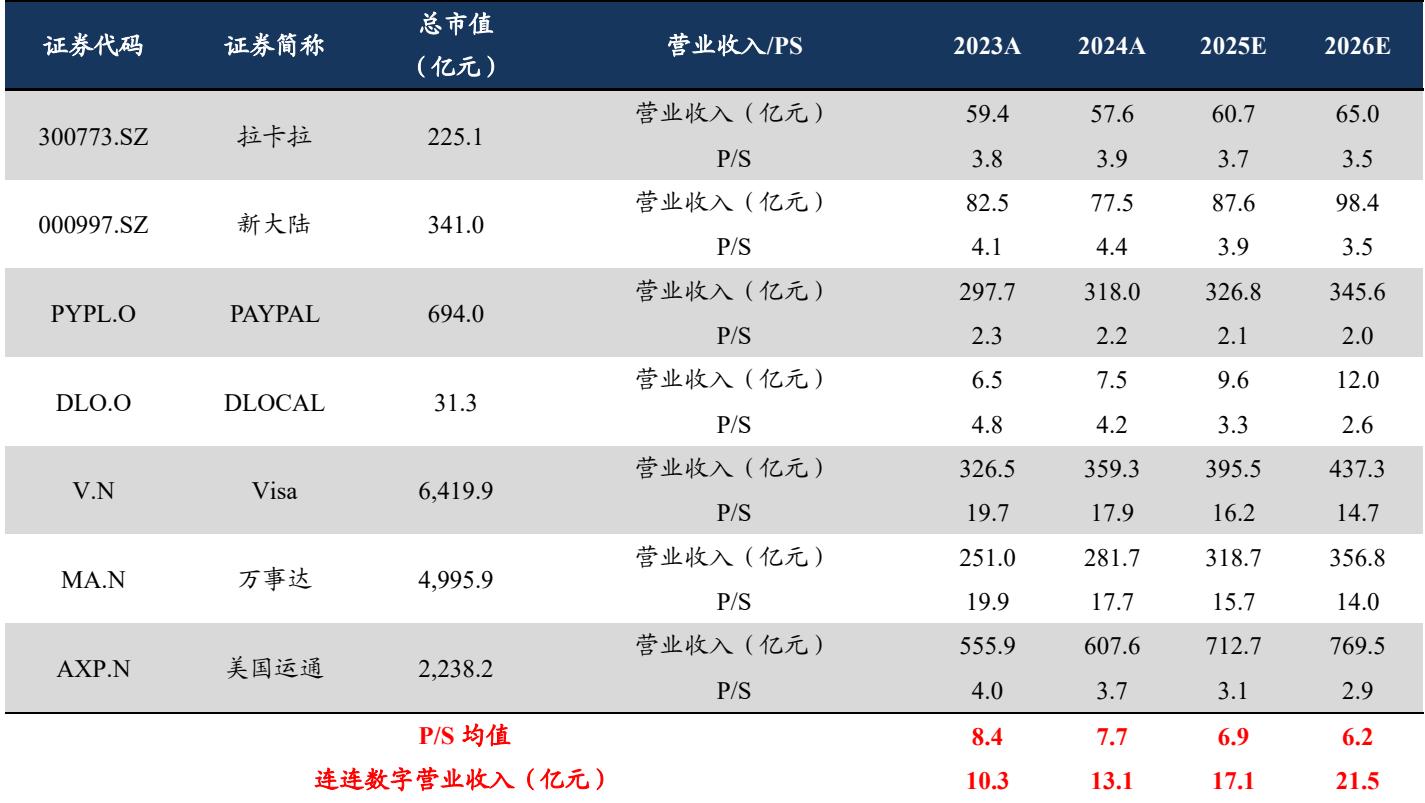 证券代码 证券简称 总市值（亿元） 营业收入/PS 2023A 2024A 2025E 2026E
300773.SZ 拉卡拉 225.1 营业收入（亿元） 59.4 57.6 60.7 65.0
P/S 3.8 3.9 3.7 3.5
000997.SZ 新大陆 341.0 营业收入（亿元） 82.5 77.5 87.6 98.4
P/S 4.1 4.4 3.9 3.5
PYPL.O PAYPAL 694.0 营业收入（亿元） 297.7 318.0 326.8 345.6
P/S 2.3 2.2 2.1 2.0
DLO.O DLOCAL 31.3 营业收入（亿元） 6.5 7.5 9.6 12.0
P/S 4.8 4.2 3.3 2.6
V.N Visa 6,419.9 营业收入（亿元） 326.5 359.3 395.5 437.3
P/S 19.7 17.9 16.2 14.7
MA.N 万事达 4,995.9 营业收入（亿元） 251.0 281.7 318.7 356.8
P/S 19.9 17.7 15.7 14.0
AXP.N 美国运通 2,238.2 营业收入（亿元） 555.9 607.6 712.7 769.5
P/S 4.0 3.7 3.1 2.9
P/S 均值 8.4 7.7 6.9 6.2
连连数字营业收入（亿元） 10.3 13.1 17.1 21.5